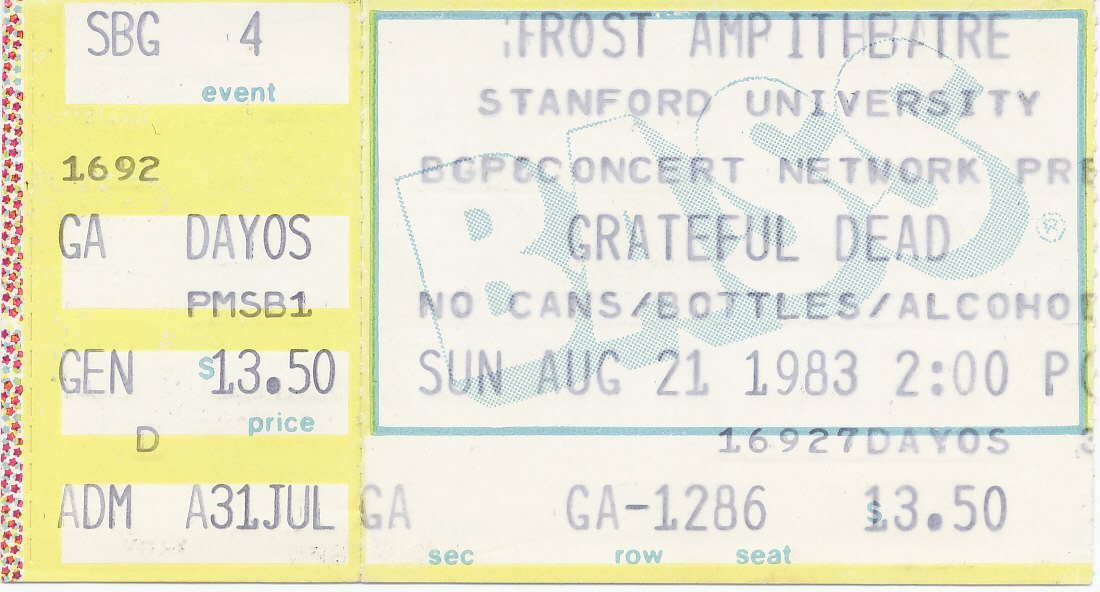 SBG 4
event
1692
GA DAYOS
PMSB1
GEN $13.50
price
D
ADM A31JUL
FROST AMPITHEATRE
STANFORD UNIVERSITY
BGP&CONCERT NETWORK PRE
BASS ®
GRATEFUL DEAD
NO CANS/BOTTLES/ALCOHOL
SUN AUG 21 1983 2:00 P
16927DAYOS
GA GA-1286 $13.50
sec row seat